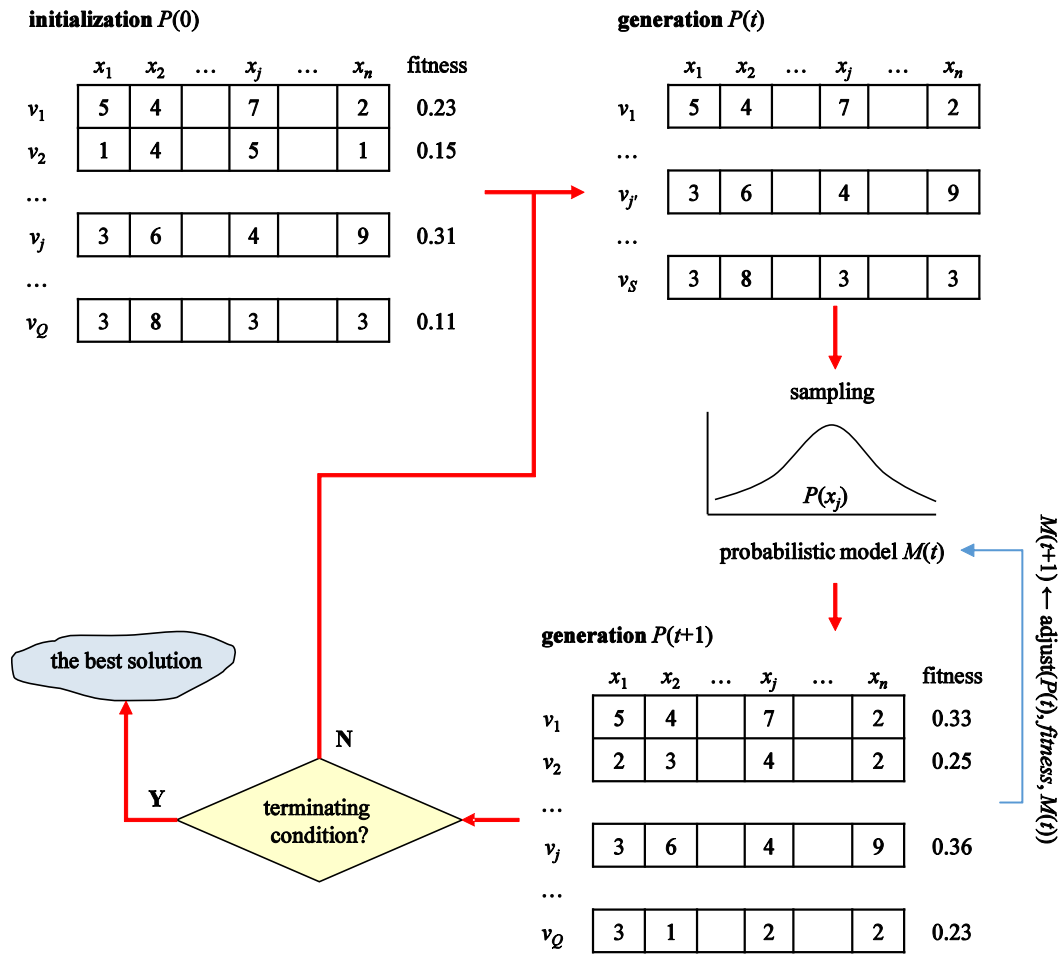 initialization P(0)
x1 x2 … xj … xn fitness
v1 5 4 7 2 0.23
v2 1 4 5 1 0.15
…
vj 3 6 4 9 0.31
…
vQ 3 8 3 3 0.11
generation P(t)
x1 x2 … xj … xn
v1 5 4 7 2
…
vj' 3 6 4 9
…
vS 3 8 3 3
sampling
P(xj)
probabilistic model M(t)
M(t+1) ← adjust(P(t), fitness, M(t))
generation P(t+1)
x1 x2 … xj … xn fitness
v1 5 4 7 2 0.33
v2 2 3 4 2 0.25
…
vj 3 6 4 9 0.36
…
vQ 3 1 2 2 0.23
terminating
condition?
N
Y
the best solution